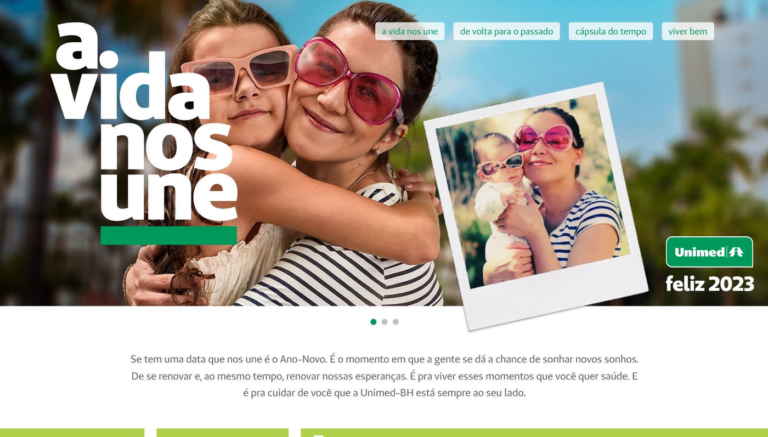 a vida nos une
de volta para o passado
cápsula do tempo
viver bem
a
vida
nos
une
Unimed
feliz 2023
Se tem uma data que nos une é o Ano-Novo. É o momento em que a gente se dá a chance de sonhar novos sonhos.
De se renovar e, ao mesmo tempo, renovar nossas esperanças. É pra viver esses momentos que você quer saúde. E
é pra cuidar de você que a Unimed-BH está sempre ao seu lado.